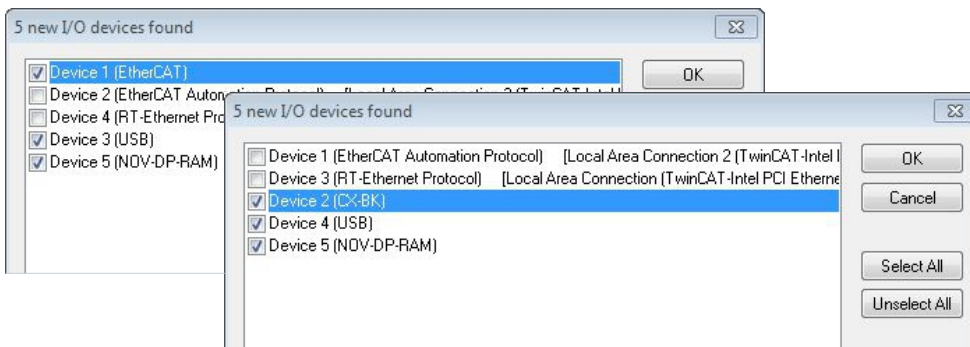 5 new I/O devices found
Device 1 (EtherCAT)
OK
Device 2 (EtherCAT
Device 4 (RT-Ethernet
Device 3 (USB)
Device 5 (NOV-DP-RAM)
5 new I/O devices found
Device 1 (EtherCAT Automation Protocol) [Local Area Connection 2 (TwinCAT-Intel I
Device 3 (RT-Ethernet Protocol) [Local Area Connection (TwinCAT-Intel PCI Etherne
Device 2 (CX-BK)
Device 4 (USB)
Device 5 (NOV-DP-RAM)
OK
Cancel
Select All
Unselect All